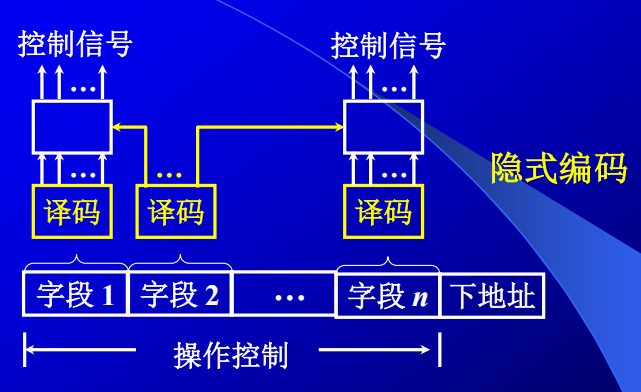 控制信号 控制信号
… …
… … …
隐式编码
译码 译码 译码
字段 1 字段 2 … 字段 n 下地址
操作控制